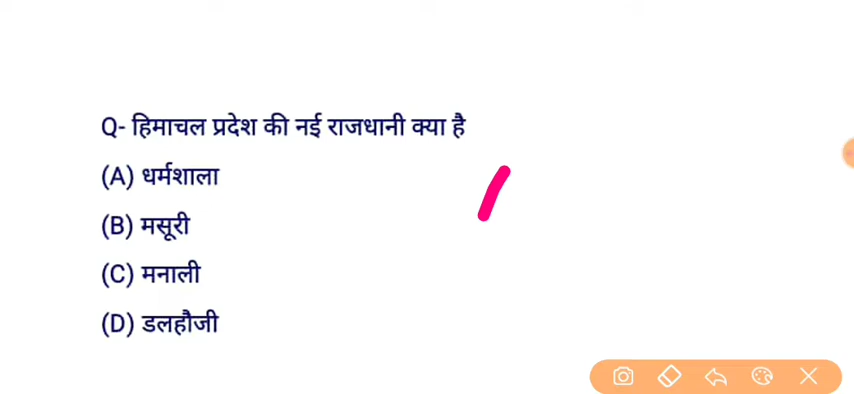 Q- हिमाचल प्रदेश की नई राजधानी क्या है
(A) धर्मशाला
(B) मसूरी
(C) मनाली
(D) डलहौजी